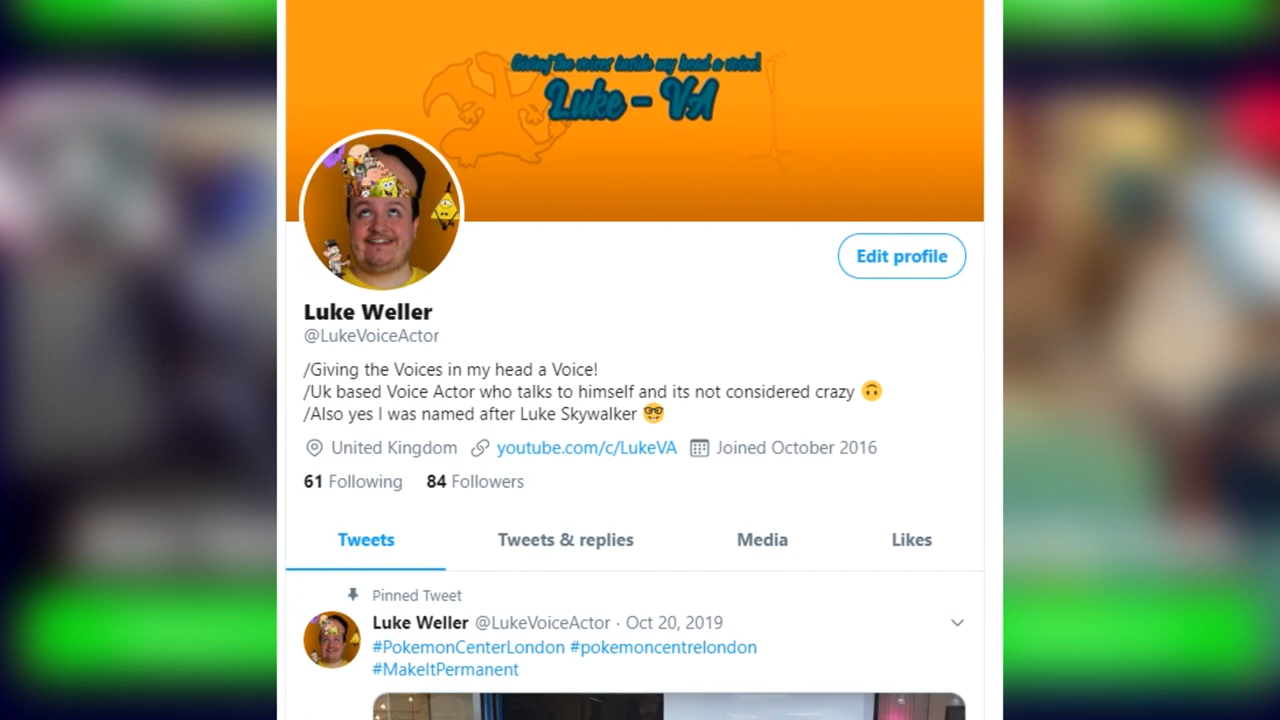 Giving the voices inside my head a voice!
Luke - VA
Edit profile
Luke Weller
@LukeVoiceActor
/Giving the Voices in my head a Voice!
/Uk based Voice Actor who talks to himself and its not considered crazy 🙃
/Also yes I was named after Luke Skywalker 🤓
United Kingdom youtube.com/c/LukeVA Joined October 2016
61 Following 84 Followers
Tweets Tweets & replies Media Likes
Pinned Tweet
Luke Weller @LukeVoiceActor · Oct 20, 2019
#PokemonCenterLondon #pokemoncentrelondon
#MakeItPermanent